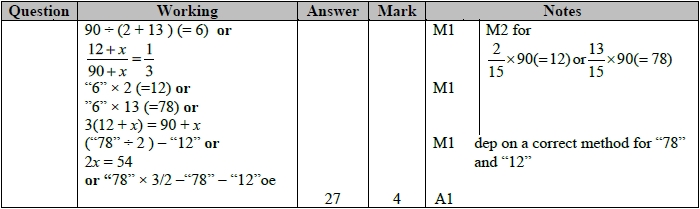 Question Working Answer Mark Notes
90 ÷ (2 + 13 ) (= 6) or M1 M2 for
12 + x / 90 + x = 1 / 3 2 / 15 × 90(= 12) or 13 / 15 × 90(= 78)
“6” × 2 (=12) or M1
”6” × 13 (=78) or
3(12 + x) = 90 + x
(“78” ÷ 2 ) – “12” or M1 dep on a correct method for “78”
2x = 54 and “12”
or “78” × 3/2 –“78” – “12”oe
27 4 A1